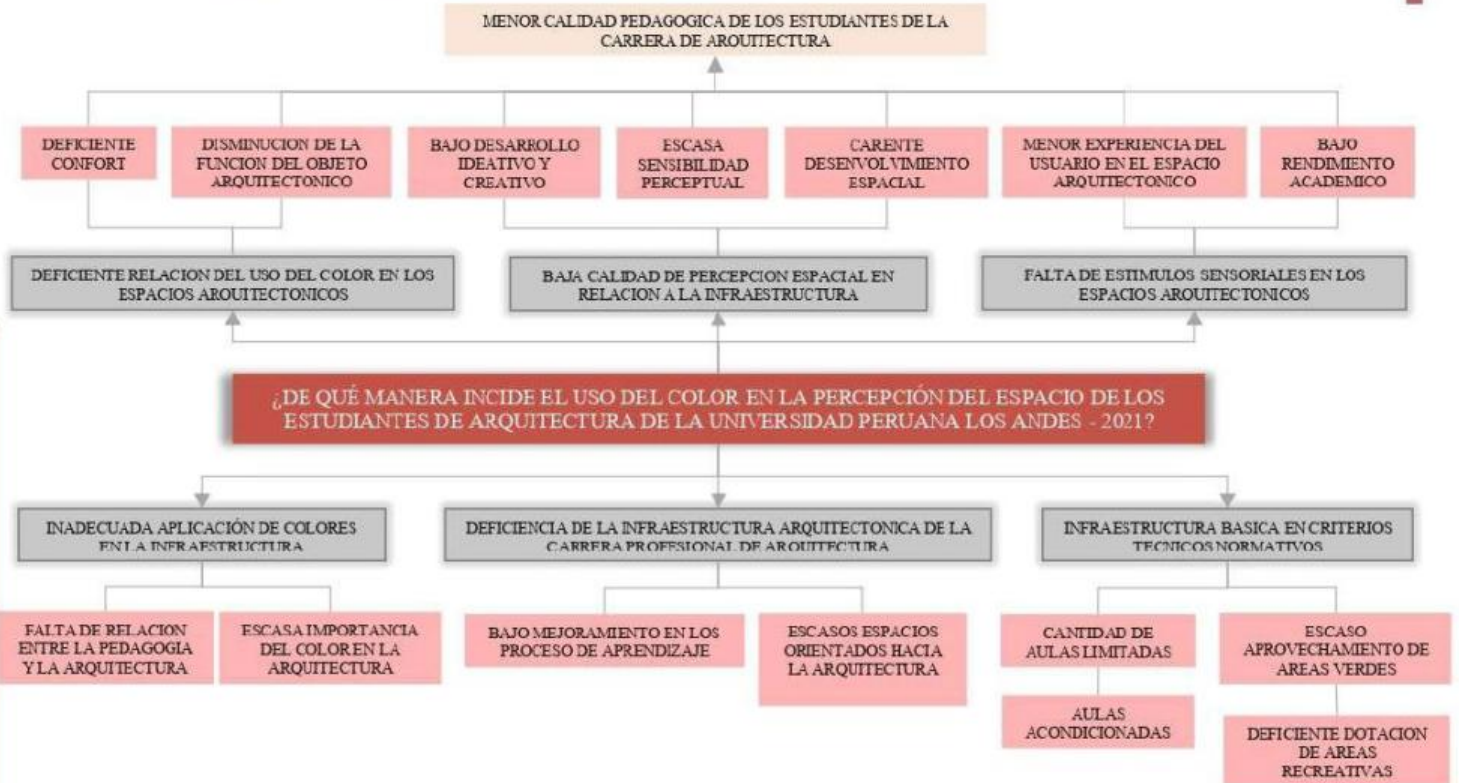 MENOR CALIDAD PEDAGOGICA DE LOS ESTUDIANTES DE LA
CARRERA DE AROUITECTURA
DEFICIENTE
CONFORT
DISMINUCION DE LA
FUNCION DEL OBJETO
ARQUITECTONICO
BAJO DESARROLLO
IDEATIVO Y
CREATIVO
ESCASA
SENSIBILIDAD
PERCEPTUAL
CARENTE
DESENVOLVIMIENTO
ESPACIAL
MENOR EXPERIENCIA DEL
USUARIO EN EL ESPACIO
ARQUITECTONICO
BAJO
RENDIMIENTO
ACADEMICO
DEFICIENTE RELACION DEL USO DEL COLOR EN LOS
ESPACIOS AROUITECTONICOS
BAJA CALIDAD DE PERCEPCION ESPACIAL EN
RELACION A LA INFRAESTRUCTURA
FALTA DE ESTIMULOS SENSORIALES EN LOS
ESPACIOS ARQUITECTONICOS
¿DE QUÉ MANERA INCIDE EL USO DEL COLOR EN LA PERCEPCIÓN DEL ESPACIO DE LOS
ESTUDIANTES DE ARQUITECTURA DE LA UNIVERSIDAD PERUANA LOS ANDES - 2021?
INADECUADA APLICACIÓN DE COLORES
EN LA INFRAESTRUCTURA
DEFICIENCIA DE LA INFRAESTRUCTURA ARQUITECTONICA DE LA
CARRERA PROFESIONAL DE ARQUITECTURA
INFRAESTRUCTURA BASICA EN CRITERIOS
TECNICOS NORMATIVOS
FALTA DE RELACION
ENTRE LA PEDAGOGIA
Y LA ARQUITECTURA
ESCASA IMPORTANCIA
DEL COLOR EN LA
ARQUITECTURA
BAJO MEJORAMIENTO EN LOS
PROCESO DE APRENDIZAJE
ESCASOS ESPACIOS
ORIENTADOS HACIA
LA ARQUITECTURA
CANTIDAD DE
AULAS LIMITADAS
ESCASO
APROVECHAMIENTO DE
AREAS VERDES
AULAS
ACONDICIONADAS
DEFICIENTE DOTACION
DE AREAS
RECREATIVAS